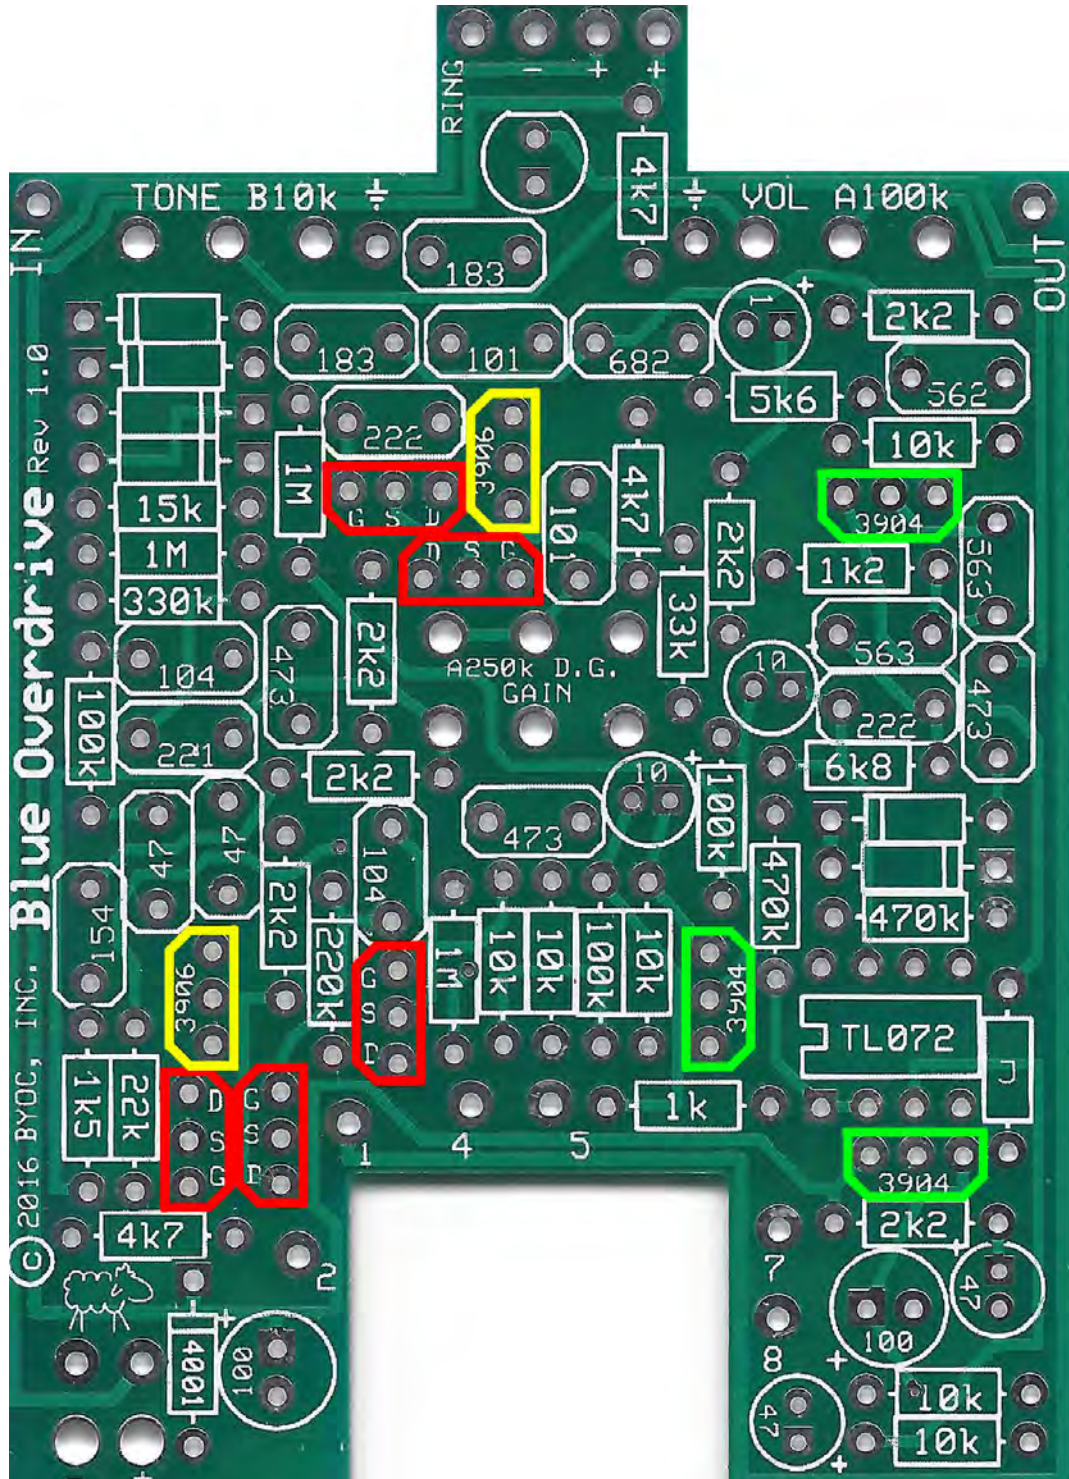 RING - + +
4k7
TONE B10k
VOL A100k
IN
OUT
183
+
1
2k2
183
101
682
5k6
562
222
3906
10k
1M
G S D
4k7
3904
15k
D S G
101
2k2
563
1M
1k2
330k
33k
104
473
2k2
A250k D.G.
GAIN
10
563
100k
221
222
473
2k2
10
+
100k
6k8
47
47
104
473
470k
154
2k2
220k
1M
10k
10k
100k
10k
470k
3906
G
S
D
3904
TL072
J
1k5
22k
D
S
G
G
S
D
1
4
5
1k
3904
4k7
2
7
2k2
+
47
+
4001
100
8
100
+
47
+
10k
10k
© 2016 BYOC, INC. Blue Overdrive Rev 1.0